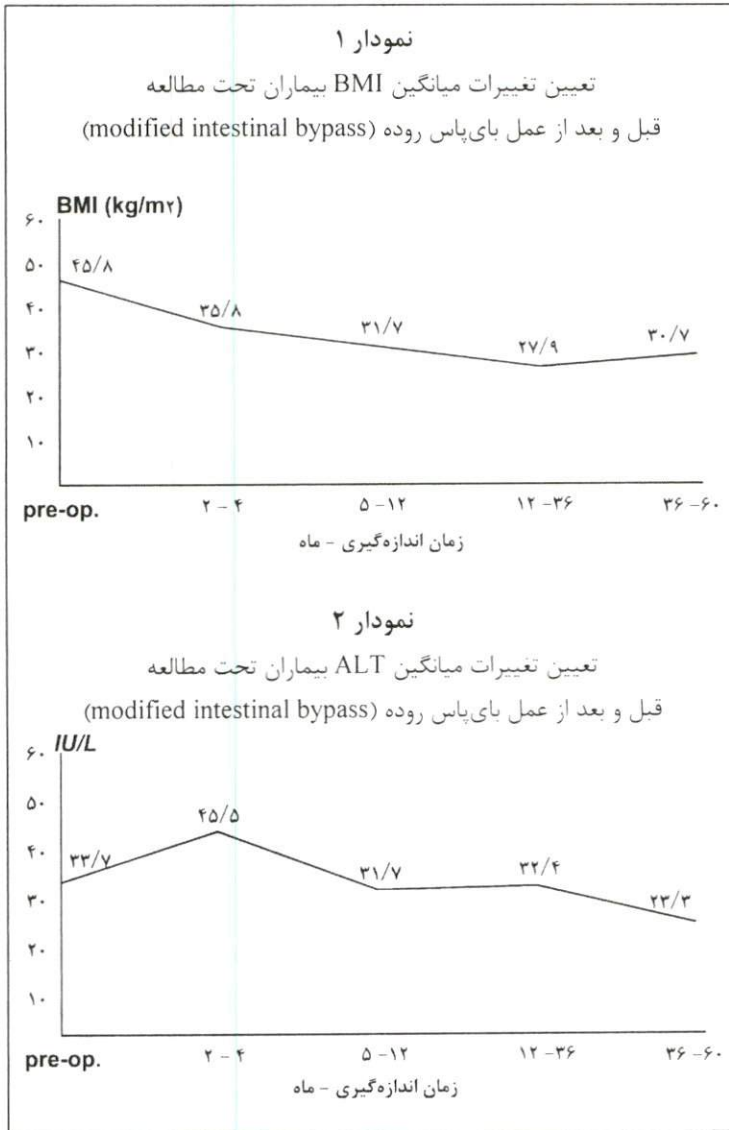 نمودار ۱
تعیین تغییرات میانگین BMI بیماران تحت مطالعه
قبل و بعد از عمل بای‌پاس روده (modified intestinal bypass)
BMI (kg/m۲)
۶۰
۵۰
۴۰
۳۰
۲۰
۱۰
۴۵/۸
۳۵/۸
۳۱/۷
۲۷/۹
۳۰/۷
pre-op.
۲ – ۴
۵ – ۱۲
۱۲ – ۳۶
۳۶ – ۶۰
زمان اندازه‌گیری - ماه
نمودار ۲
تعیین تغییرات میانگین ALT بیماران تحت مطالعه
قبل و بعد از عمل بای‌پاس روده (modified intestinal bypass)
IU/L
۶۰
۵۰
۴۰
۳۰
۲۰
۱۰
۳۳/۷
۴۵/۵
۳۱/۷
۳۲/۴
۲۳/۳
pre-op.
۲ – ۴
۵ – ۱۲
۱۲ – ۳۶
۳۶ – ۶۰
زمان اندازه‌گیری - ماه